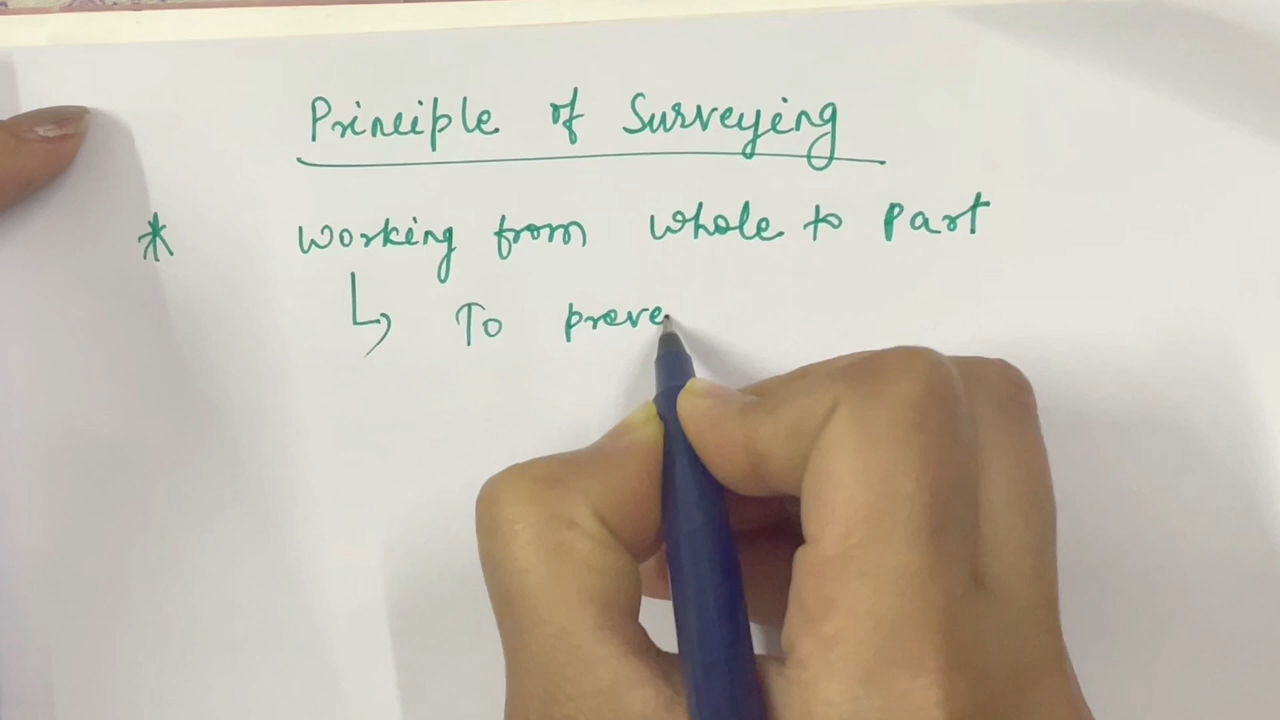 Principle of Surveying
* Working from whole to part
↳ To preve